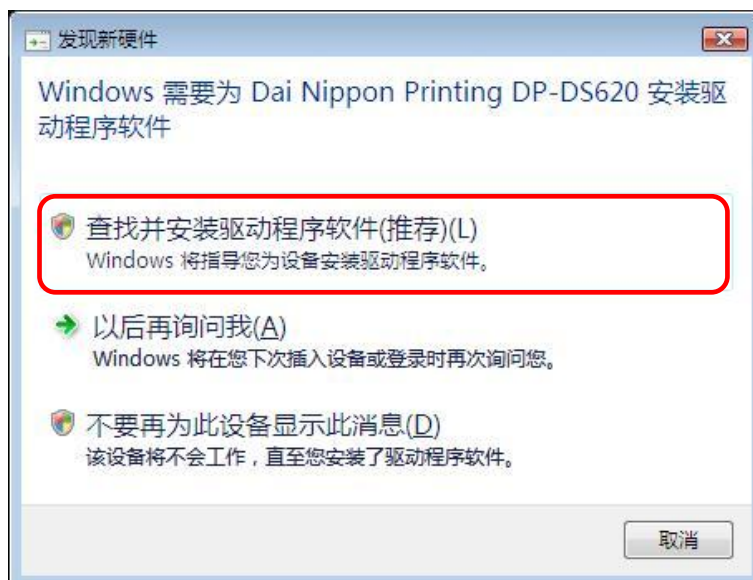 发现新硬件
Windows 需要为 Dai Nippon Printing DP-DS620 安装驱
动程序软件
查找并安装驱动程序软件(推荐)(L)
Windows 将指导您为设备安装驱动程序软件。
以后再询问我(A)
Windows 将在您下次插入设备或登录时再次询问您。
不要再为此设备显示此消息(D)
该设备将不会工作，直至您安装了驱动程序软件。
取消